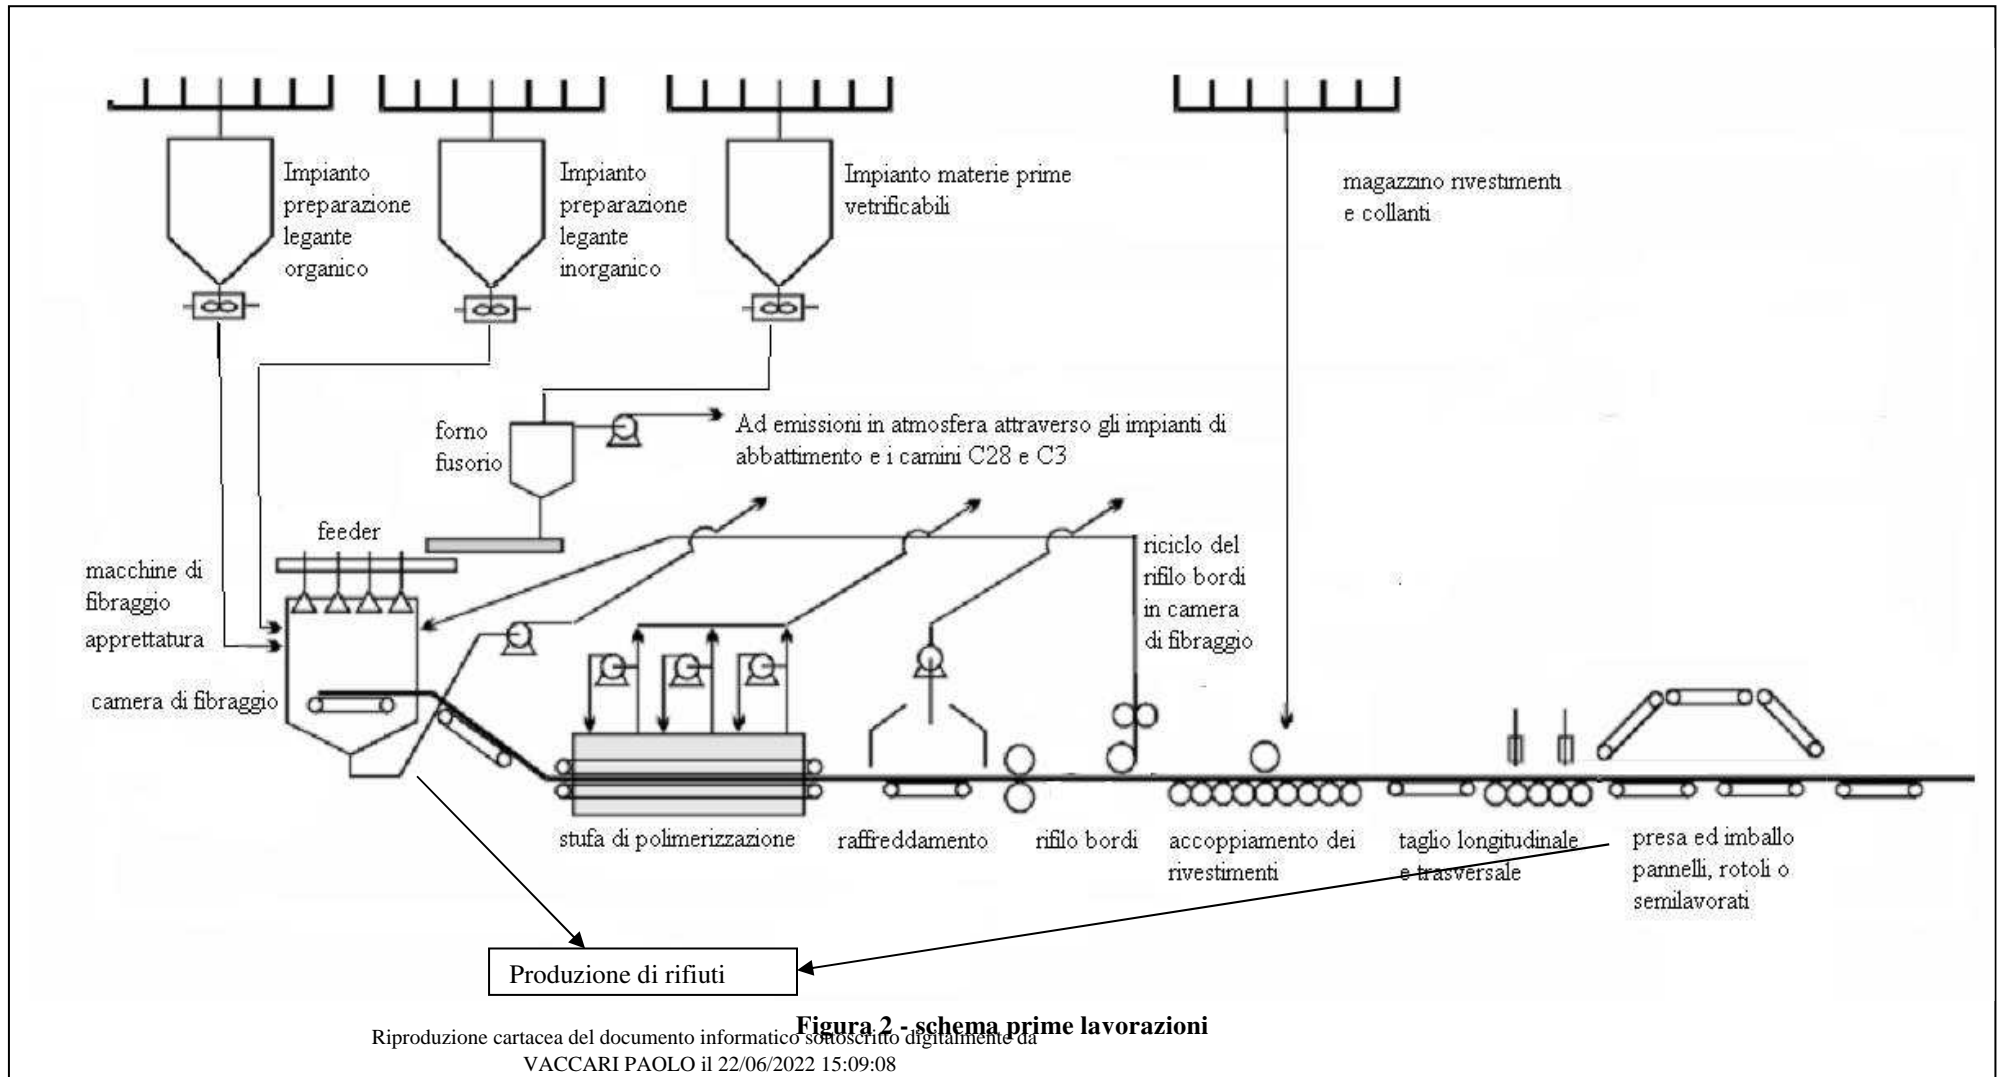 Impianto
preparazione
legante
organico
Impianto
preparazione
legante
inorganico
Impianto materie prime
vetrificabili
magazzino rivestimenti
e collanti
forno
fusorio
Ad emissioni in atmosfera attraverso gli impianti di
abbattimento e i camini C28 e C3
feeder
macchine di
fibraggio
apprettatura
camera di fibraggio
riciclo del
rifilo bordi
in camera
di fibraggio
stufa di polimerizzazione
raffreddamento
rifilo bordi
accoppiamento dei
rivestimenti
taglio longitudinale
e trasversale
presa ed imballo
pannelli, rotoli o
semilavorati
Produzione di rifiuti
Figura 2 - schema prime lavorazioni
Riproduzione cartacea del documento informatico sottoscritto digitalmente da
VACCARI PAOLO il 22/06/2022 15:09:08